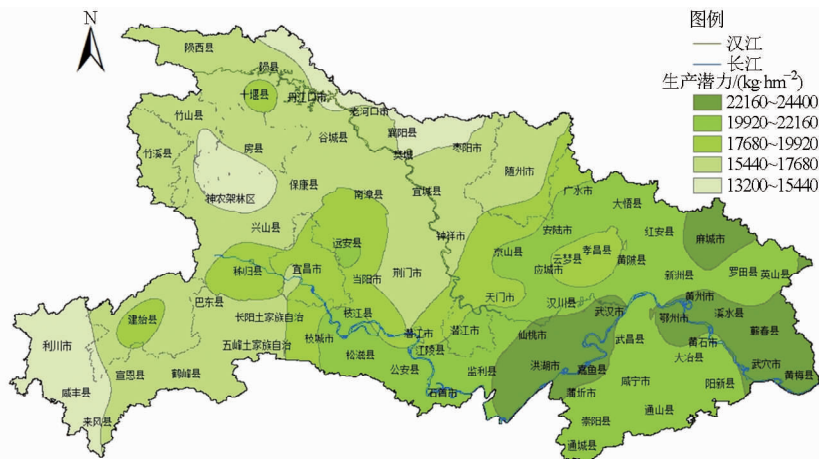 N
图例
汉江
长江
生产潜力/(kg·hm⁻²)
22160~24400
19920~22160
17680~19920
15440~17680
13200~15440
郧西县
郧县
十堰县
丹江口市
老河口市
竹山县
谷城县
襄阳县
枣阳市
樊城
竹溪县
房县
随州市
保康县
神农架林区
南漳县
宜城县
广水市
大悟县
兴山县
钟祥市
安陆市
红安县
麻城市
远安县
京山县
云梦县
孝昌县
黄陂县
秭归县
宜昌市
当阳市
荆门市
应城市
新洲县
罗田县
英山县
巴东县
天门市
汉川县
黄州市
建始县
长阳土家族自治
枝江县
潜江市
潜江市
仙桃市
武汉市
鄂州市
浠水县
蕲春县
利川市
五峰土家族自治
枝城市
松滋县
江陵县
武昌县
黄石市
宣恩县
鹤峰县
公安县
监利县
洪湖市
嘉鱼县
大冶县
武穴市
黄梅县
咸丰县
石首市
蒲圻市
咸宁市
阳新县
来凤县
崇阳县
通山县
通城县